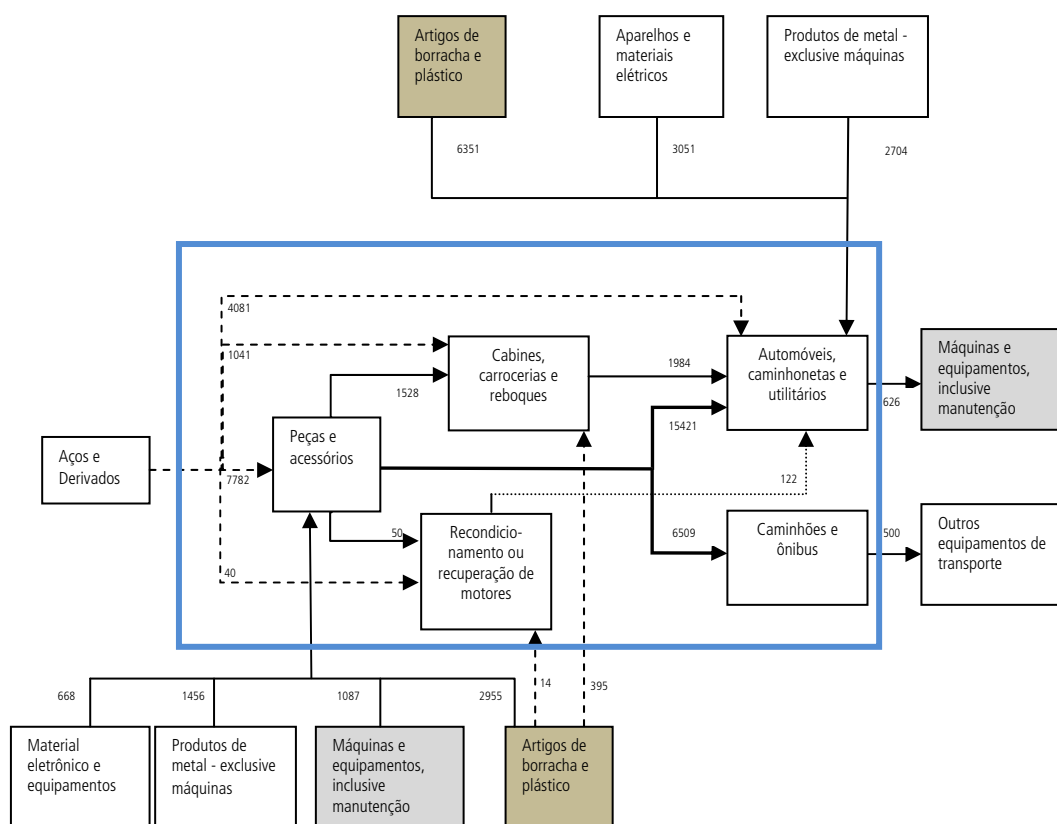 Artigos de
borracha e
plástico
Aparelhos e
materiais
elétricos
Produtos de metal -
exclusive máquinas
6351
3051
2704
4081
1041
Cabines,
carrocerias e
reboques
1984
Automóveis,
caminhonetas e
utilitários
626
Máquinas e
equipamentos,
inclusive
manutenção
1528
15421
Aços e
Derivados
7782
Peças e
acessórios
122
50
Recondicio-
namento ou
recuperação de
motores
6509
Caminhões e
ônibus
500
Outros
equipamentos de
transporte
40
668
1456
1087
2955
14
395
Material
eletrônico e
equipamentos
Produtos de
metal - exclusive
máquinas
Máquinas e
equipamentos,
inclusive
manutenção
Artigos de
borracha e
plástico